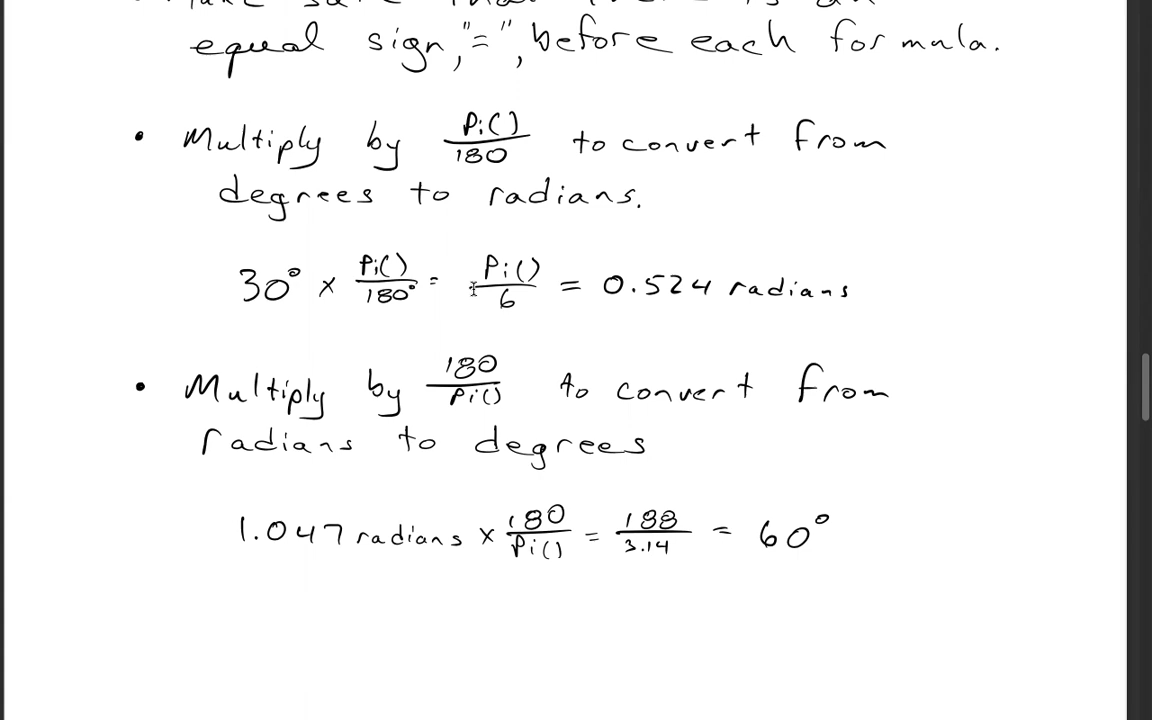 equal sign, "=", before each formula.
• Multiply by Pi()/180 to convert from
degrees to radians.
30° × Pi()/180° = Pi()/6 = 0.524 radians
• Multiply by 180/Pi() to convert from
radians to degrees
1.047 radians × 180/Pi() = 188/3.14 = 60°